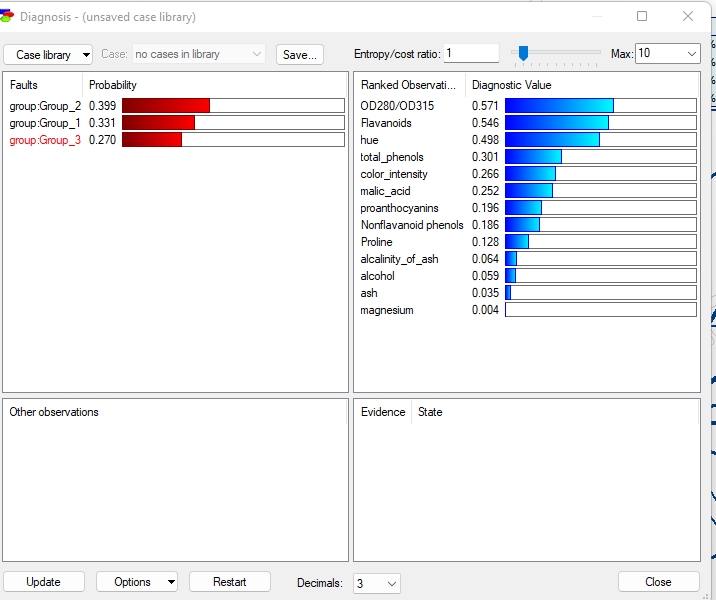 Diagnosis - (unsaved case library)
Case library Case: no cases in library Save... Entropy/cost ratio: 1 Max: 10
Faults Probability
group:Group_2 0.399
group:Group_1 0.331
group:Group_3 0.270
Ranked Observati... Diagnostic Value
OD280/OD315 0.571
Flavanoids 0.546
hue 0.498
total_phenols 0.301
color_intensity 0.266
malic_acid 0.252
proanthocyanins 0.196
Nonflavanoid phenols 0.186
Proline 0.128
alcalinity_of_ash 0.064
alcohol 0.059
ash 0.035
magnesium 0.004
Other observations
Evidence State
Update Options Restart Decimals: 3 Close